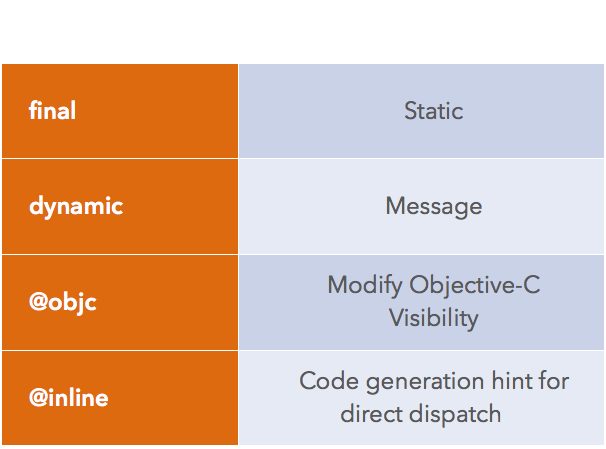 final
Static
dynamic
Message
@objc
Modify Objective-C
Visibility
@inline
Code generation hint for
direct dispatch